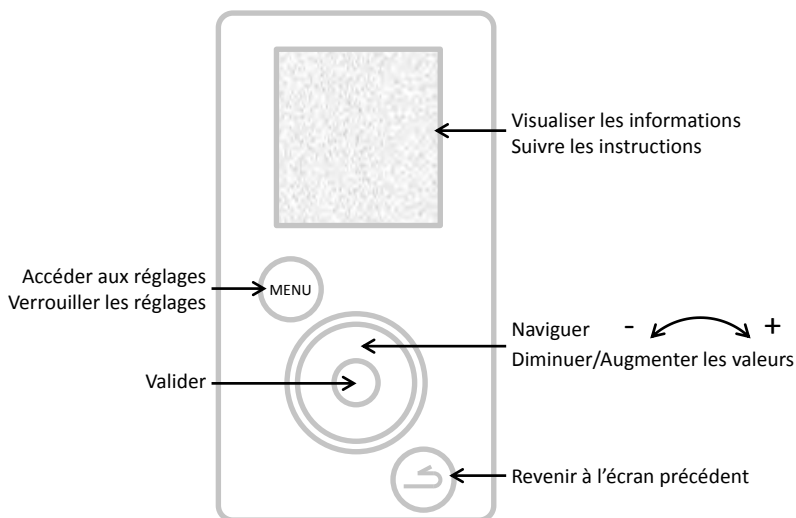 Visualiser les informations
Suivre les instructions
Accéder aux réglages
Verrouiller les réglages
MENU
Naviguer - +
Diminuer/Augmenter les valeurs
Valider
Revenir à l’écran précédent